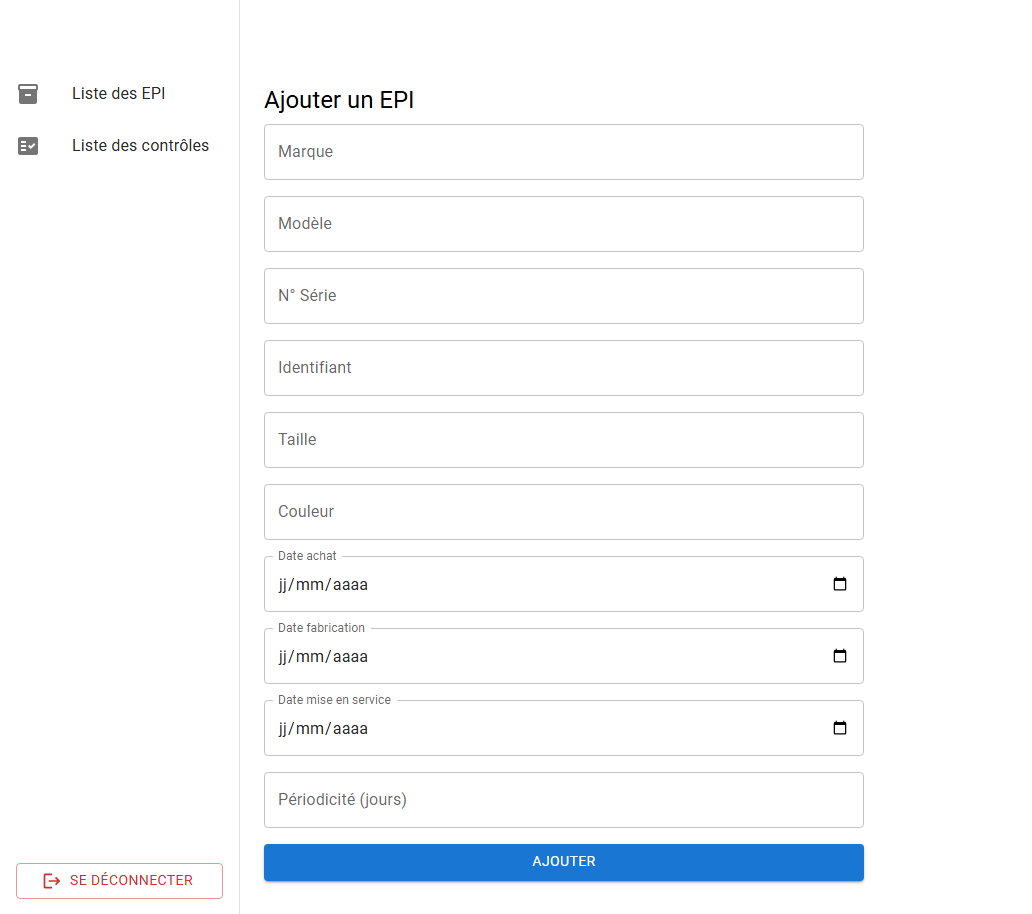 Liste des EPI
Liste des contrôles
SE DÉCONNECTER
Ajouter un EPI
Marque
Modèle
N° Série
Identifiant
Taille
Couleur
Date achat
jj/mm/aaaa
Date fabrication
jj/mm/aaaa
Date mise en service
jj/mm/aaaa
Périodicité (jours)
AJOUTER